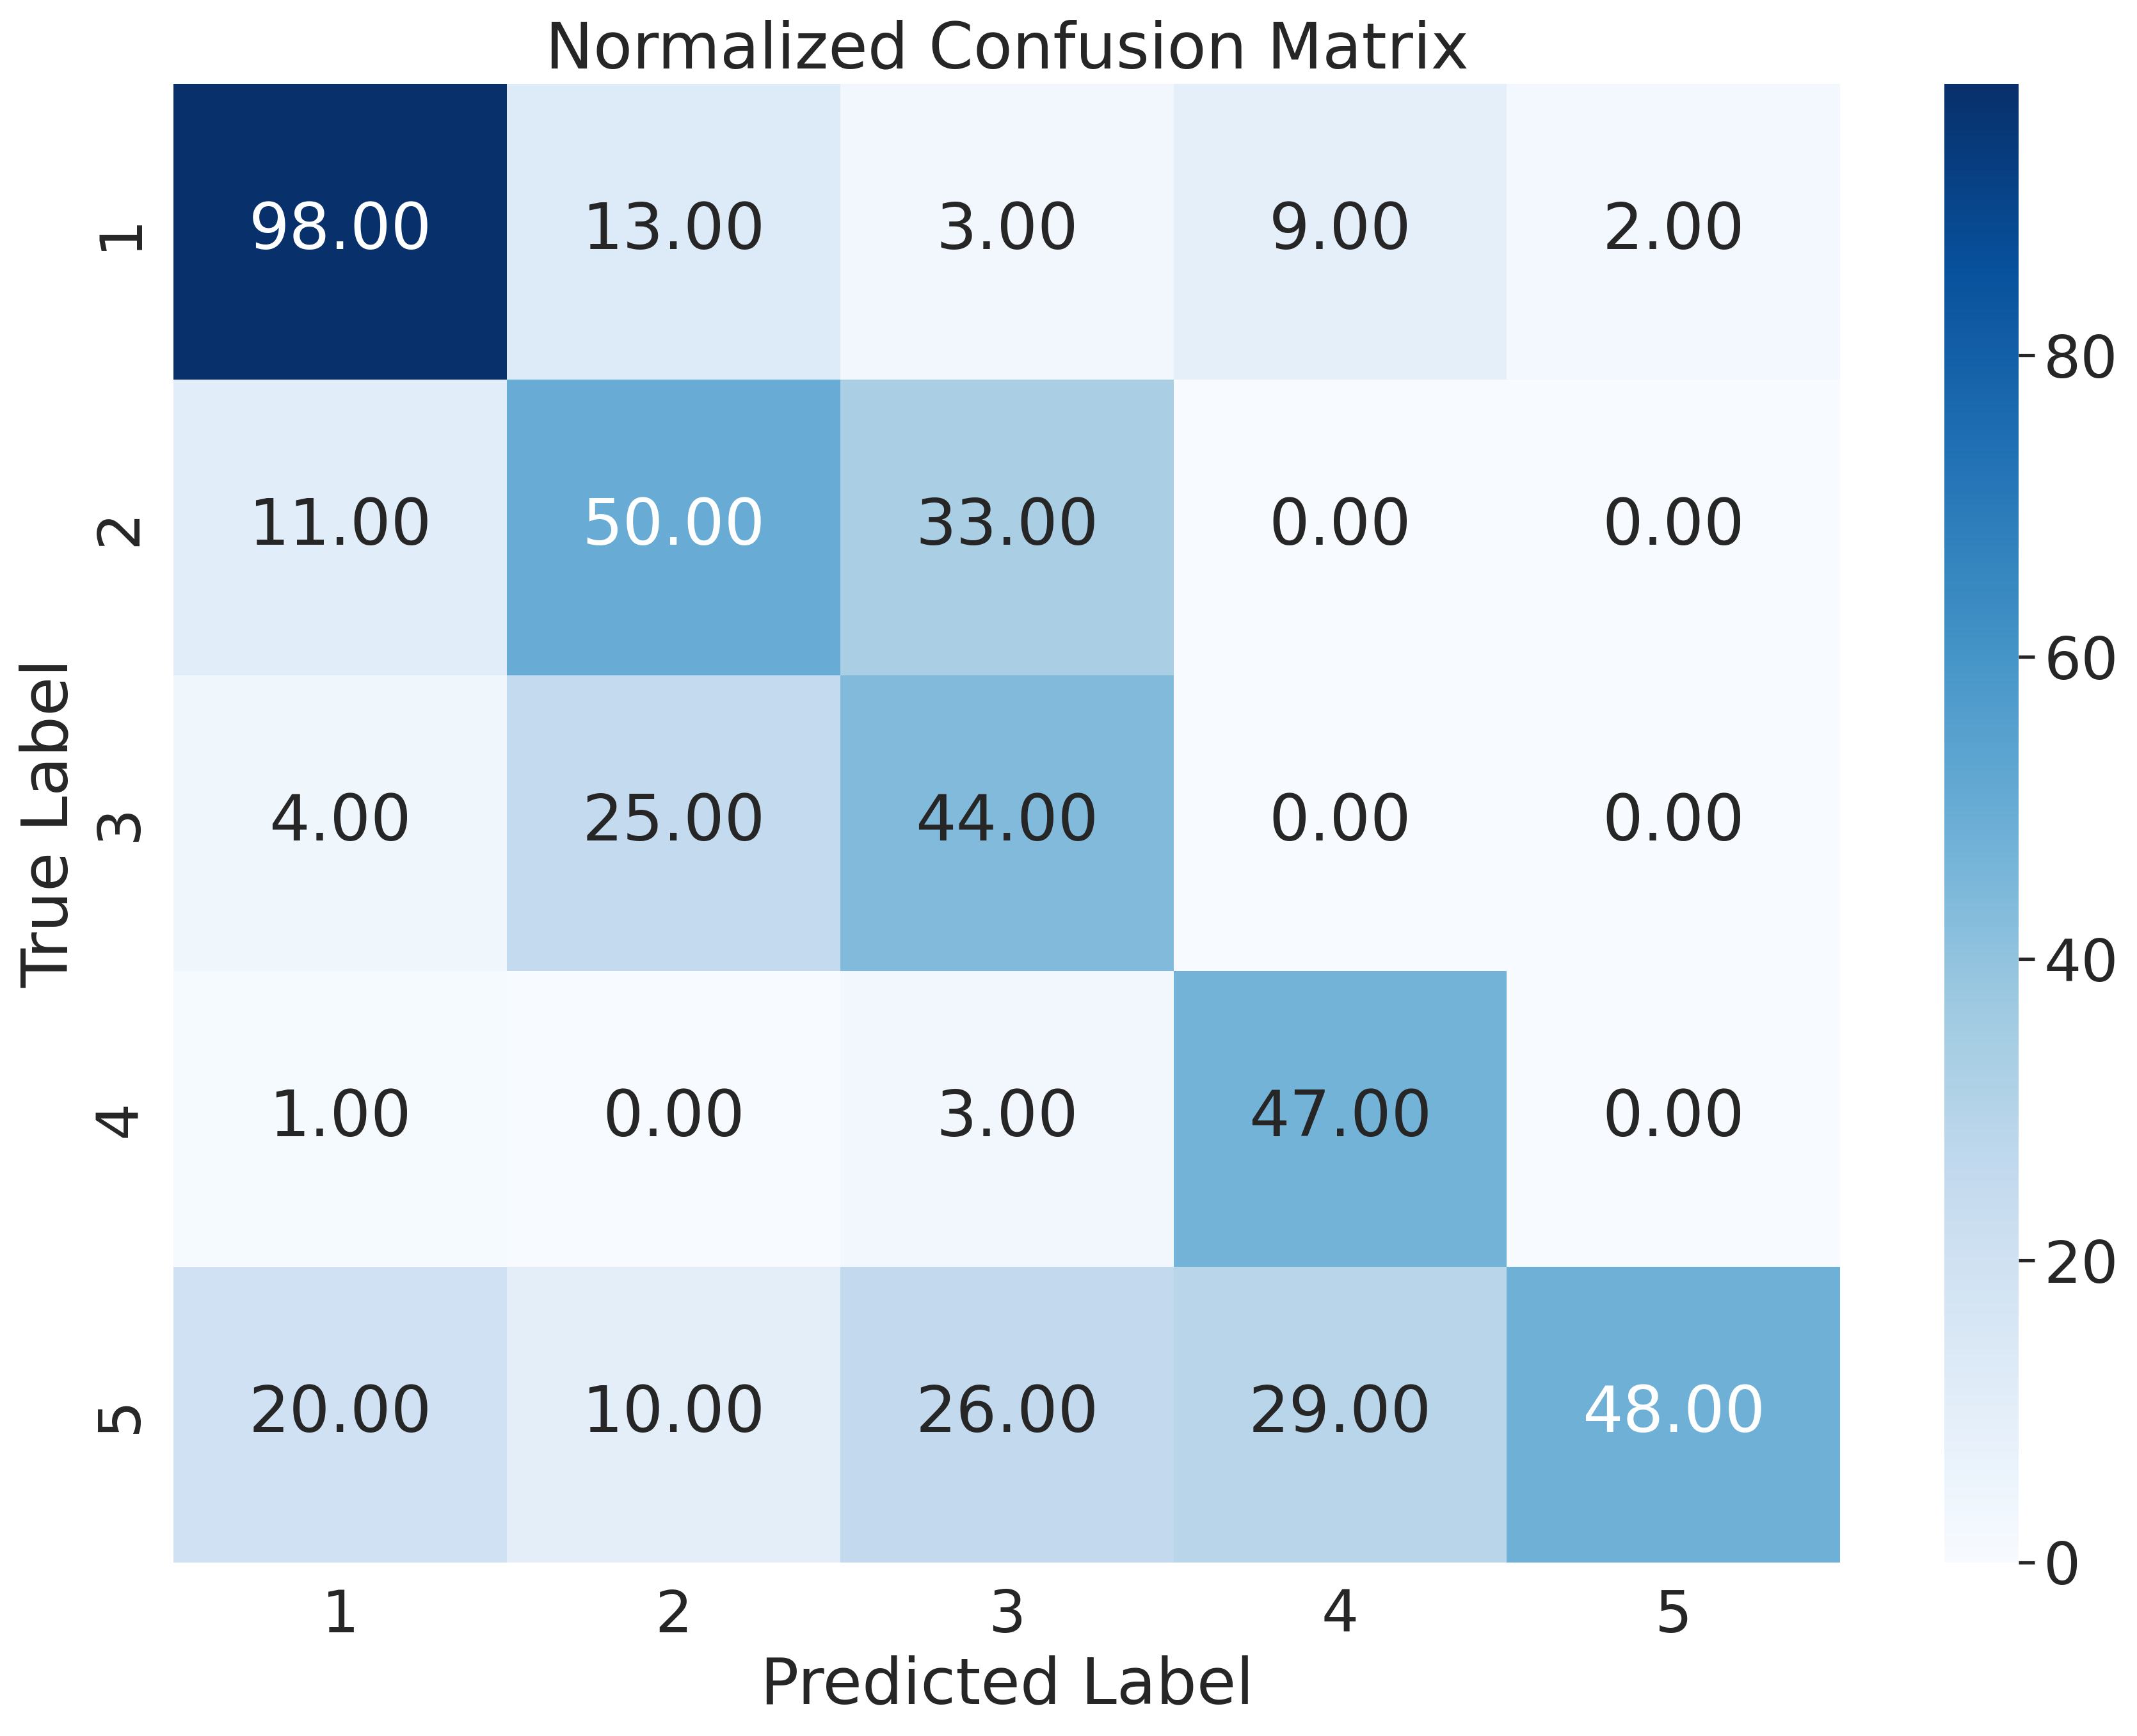 Normalized Confusion Matrix
98.00 13.00 3.00 9.00 2.00
11.00 50.00 33.00 0.00 0.00
4.00 25.00 44.00 0.00 0.00
1.00 0.00 3.00 47.00 0.00
20.00 10.00 26.00 29.00 48.00
1
2
3
4
5
True Label
1 2 3 4 5
Predicted Label
80
60
40
20
0